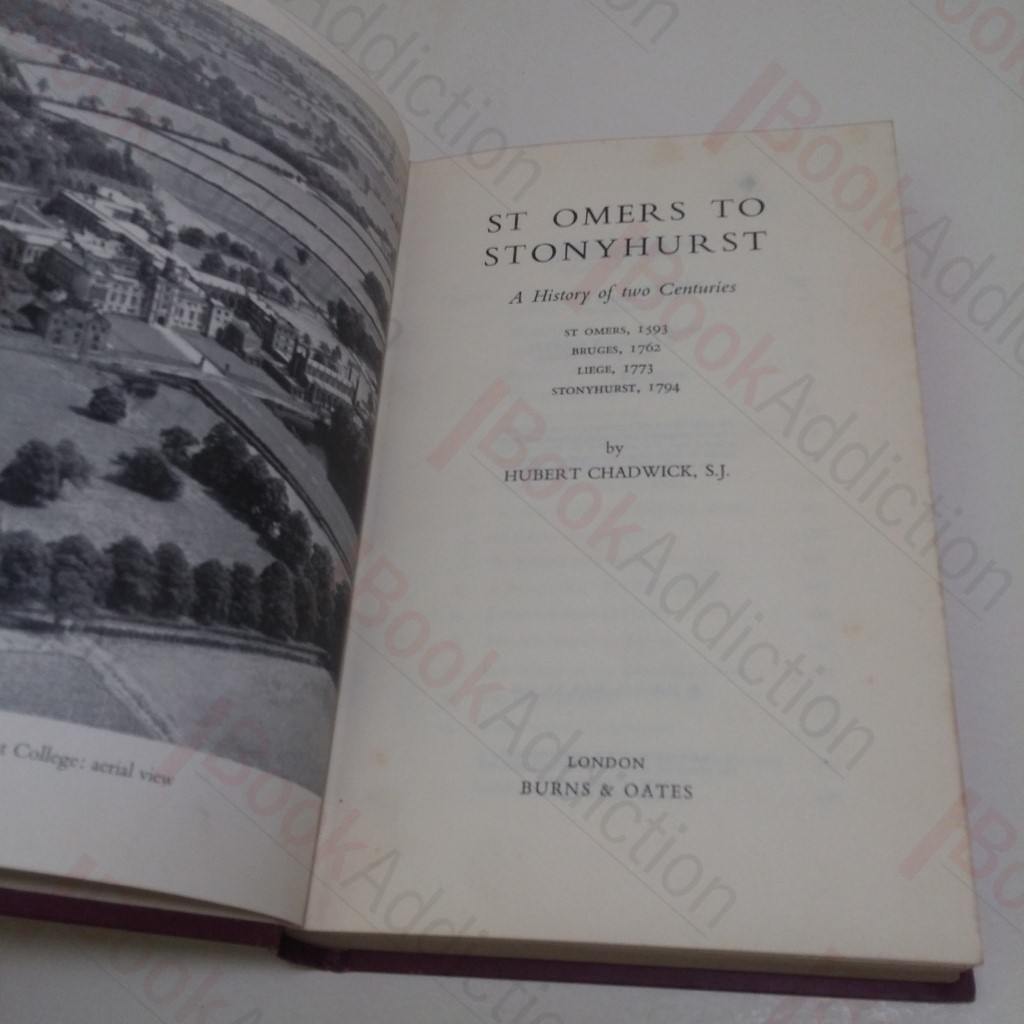 t College: aerial view
ST OMERS TO
STONYHURST
A History of two Centuries
ST OMERS, 1593
BRUGES, 1762
LIEGE, 1773
STONYHURST, 1794
by
HUBERT CHADWICK, S.J.
LONDON
BURNS & OATES
BookAddiction